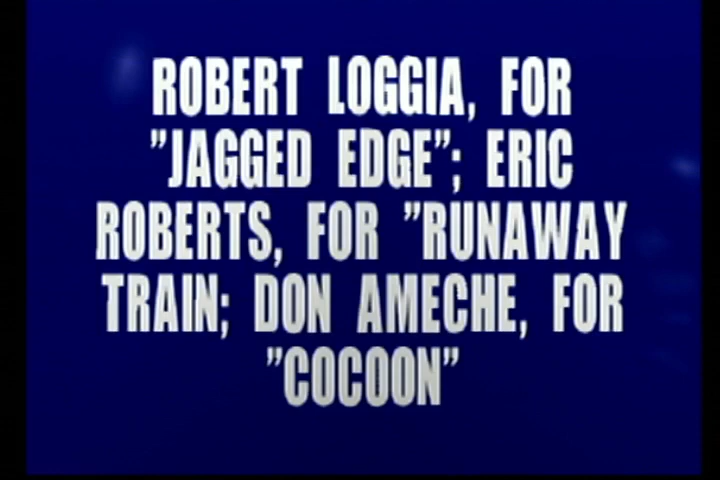 ROBERT LOGGIA, FOR
"JAGGED EDGE"; ERIC
ROBERTS, FOR "RUNAWAY
TRAIN; DON AMECHE, FOR
"COCOON"